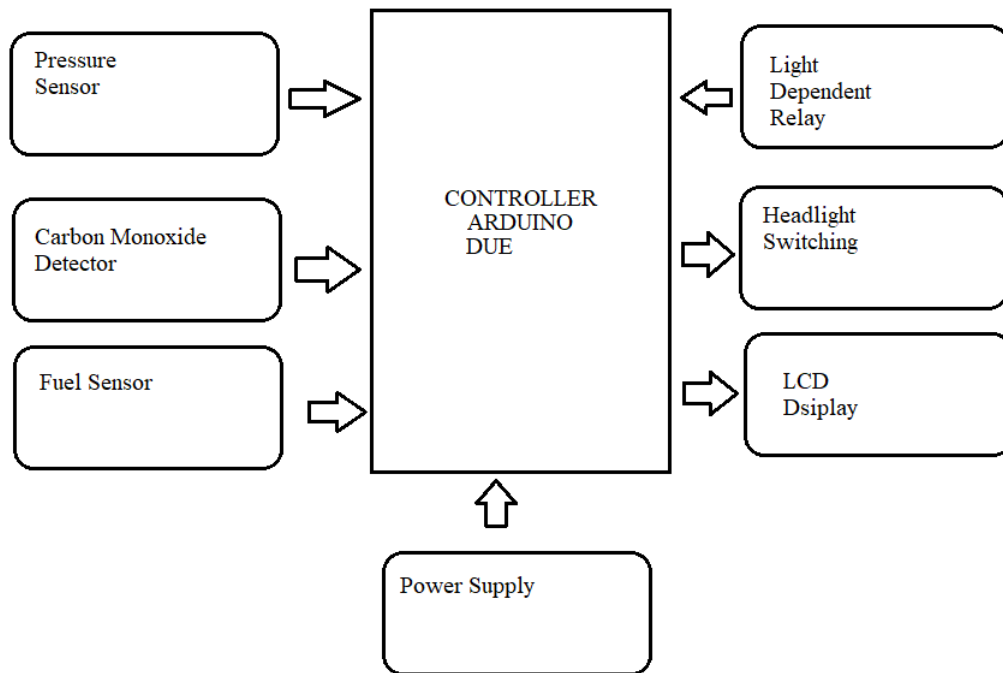 Pressure
Sensor
Light
Dependent
Relay
CONTROLLER
ARDUINO
DUE
Carbon Monoxide
Detector
Headlight
Switching
Fuel Sensor
LCD
Dsiplay
Power Supply